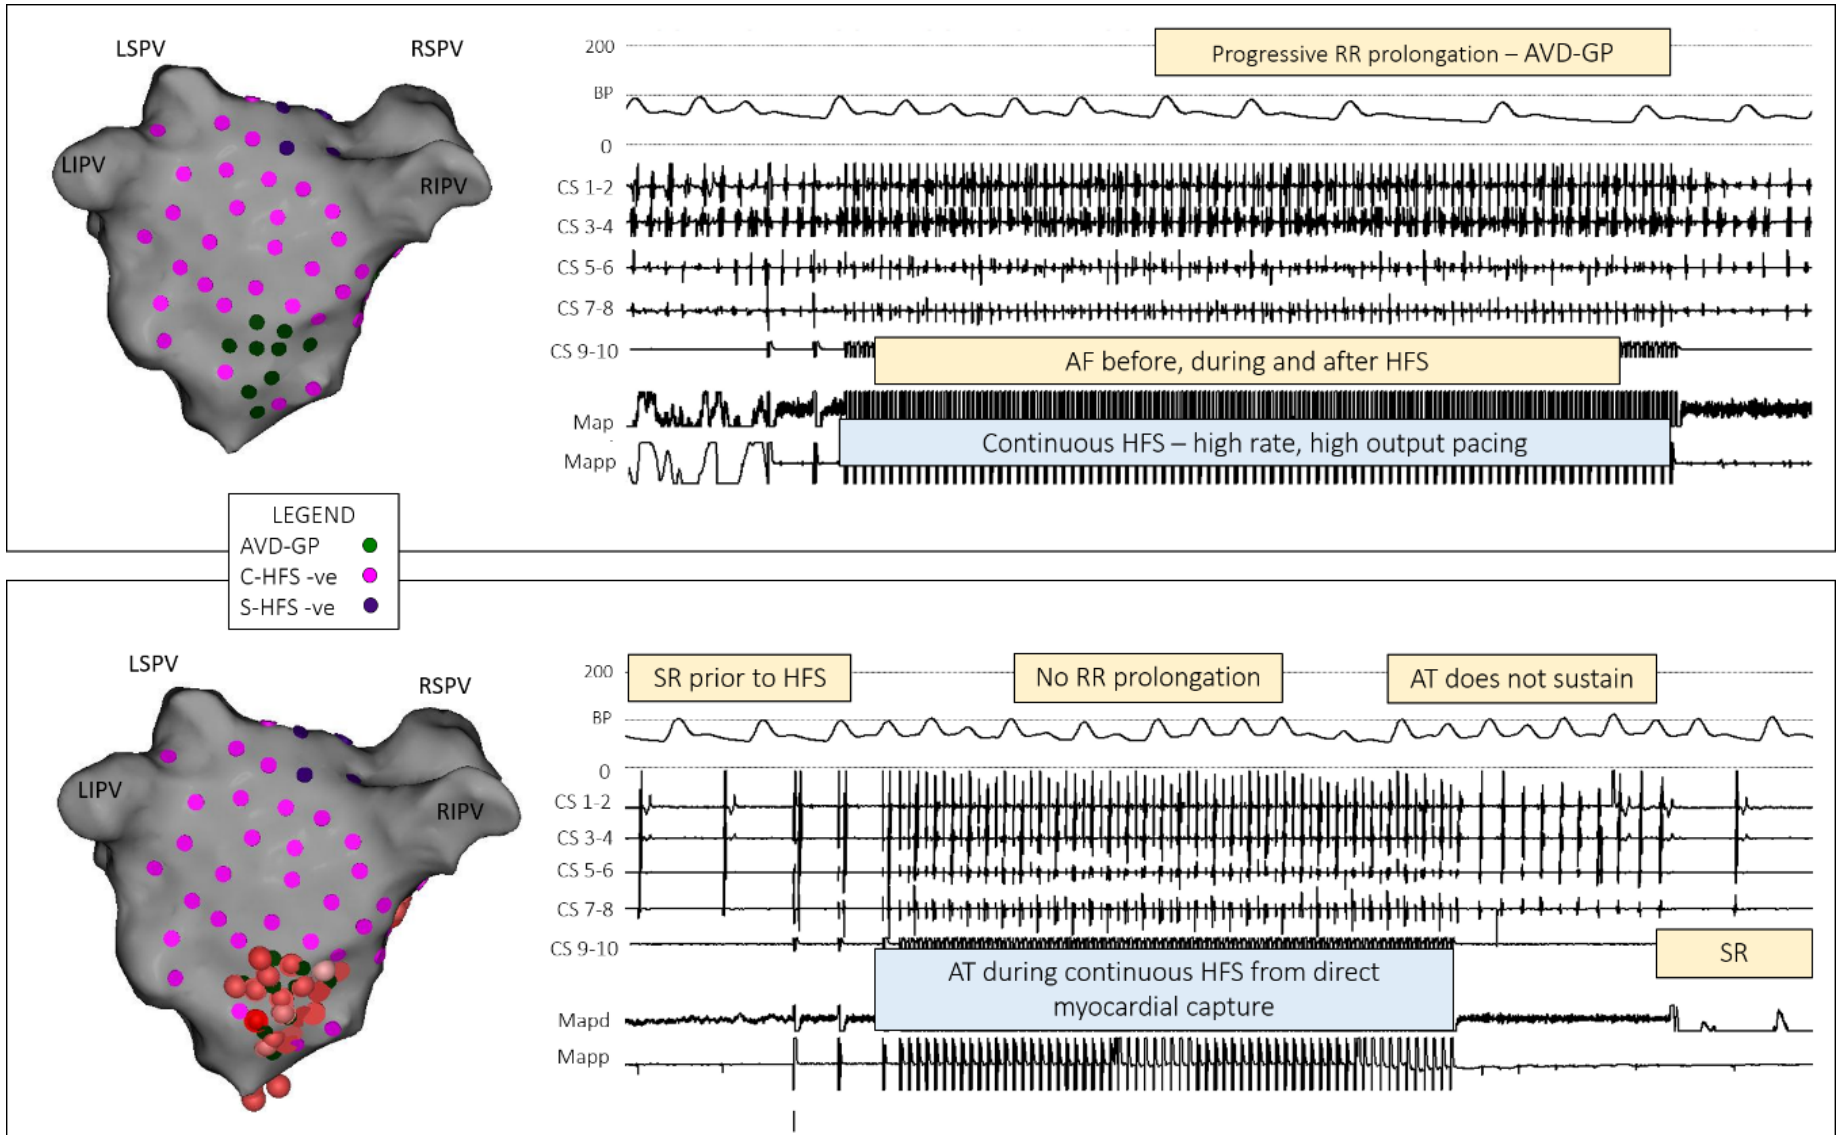 LSPV
RSPV
LIPV
RIPV
200
Progressive RR prolongation – AVD-GP
BP
0
CS 1-2
CS 3-4
CS 5-6
CS 7-8
CS 9-10
AF before, during and after HFS
Map
Continuous HFS – high rate, high output pacing
Mapp
LEGEND
AVD-GP
C-HFS -ve
S-HFS -ve
LSPV
RSPV
LIPV
RIPV
200
SR prior to HFS
No RR prolongation
AT does not sustain
BP
0
CS 1-2
CS 3-4
CS 5-6
CS 7-8
CS 9-10
SR
AT during continuous HFS from direct
myocardial capture
Mapd
Mapp